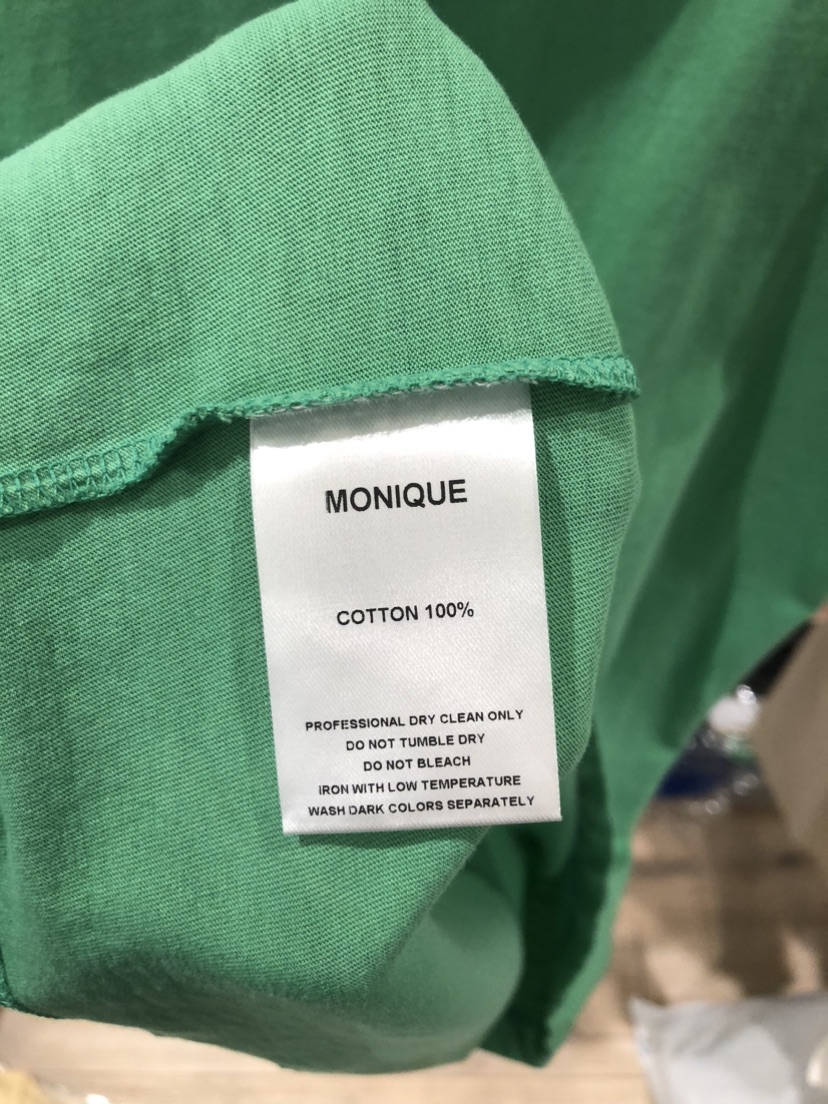 MONIQUE
COTTON 100%
PROFESSIONAL DRY CLEAN ONLY
DO NOT TUMBLE DRY
DO NOT BLEACH
IRON WITH LOW TEMPERATURE
WASH DARK COLORS SEPARATELY